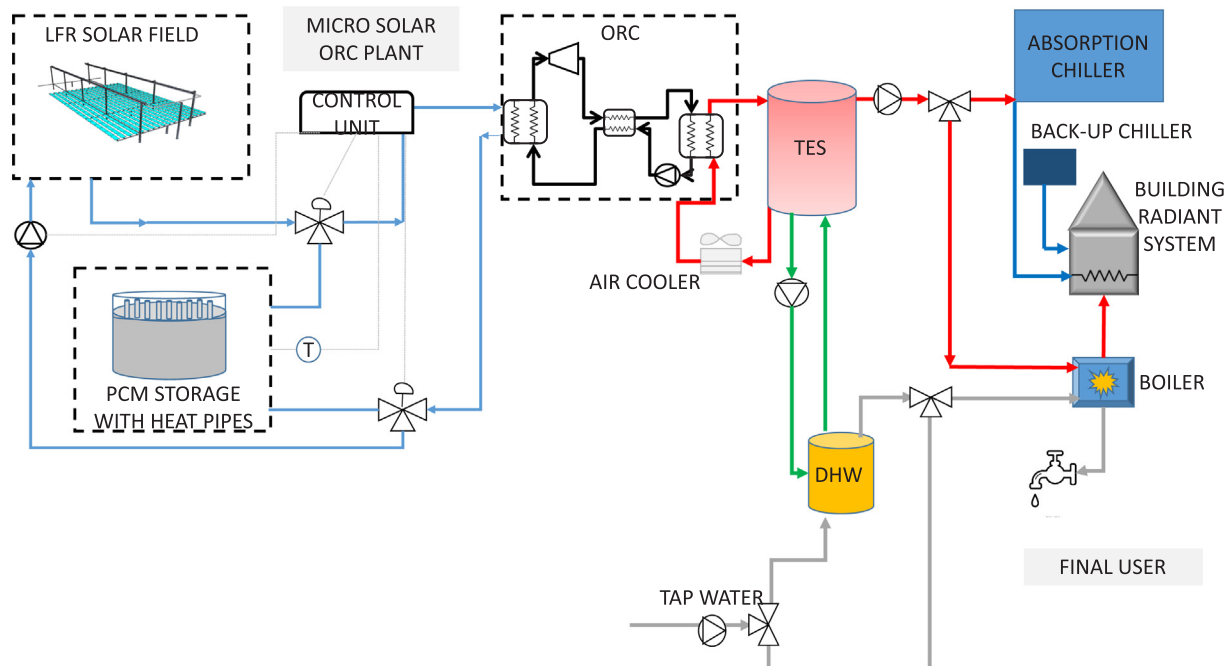 LFR SOLAR FIELD
MICRO SOLAR
ORC PLANT
ORC
CONTROL
UNIT
ABSORPTION
CHILLER
BACK-UP CHILLER
TES
BUILDING
RADIANT
SYSTEM
AIR COOLER
T
PCM STORAGE
WITH HEAT PIPES
BOILER
DHW
FINAL USER
TAP WATER